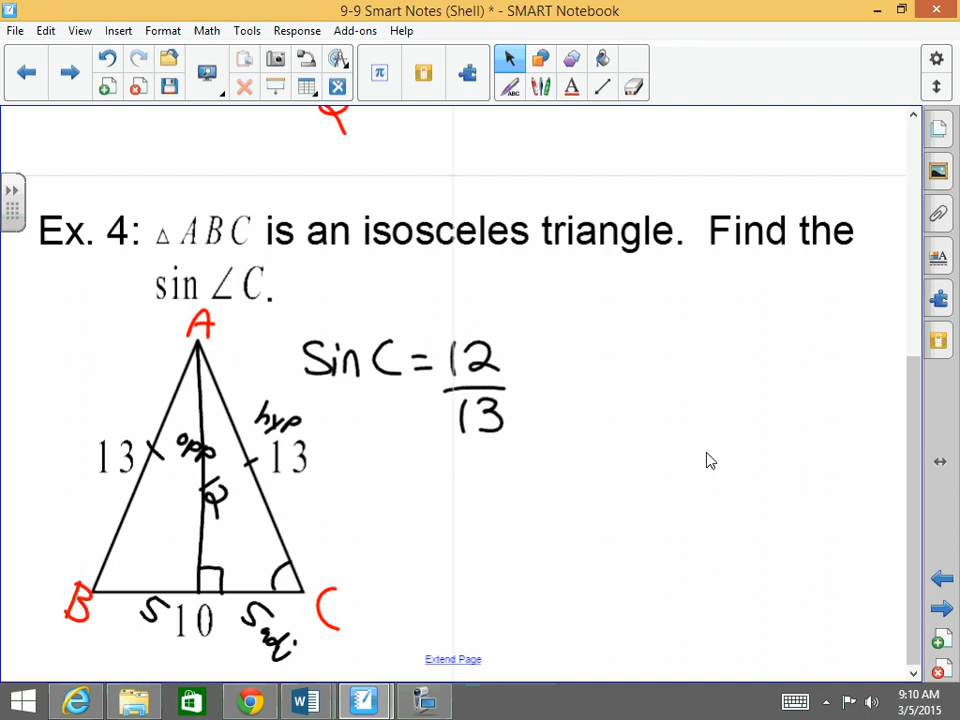 9-9 Smart Notes (Shell) * - SMART Notebook
File Edit View Insert Format Math Tools Response Add-ons Help
Ex. 4: △ABC is an isosceles triangle. Find the
sin ∠C.
A
Sin C = 12
13
hyp
opp
13
13
12
B
5
10
5
C
adj.
Extend Page
9:10 AM
3/5/2015